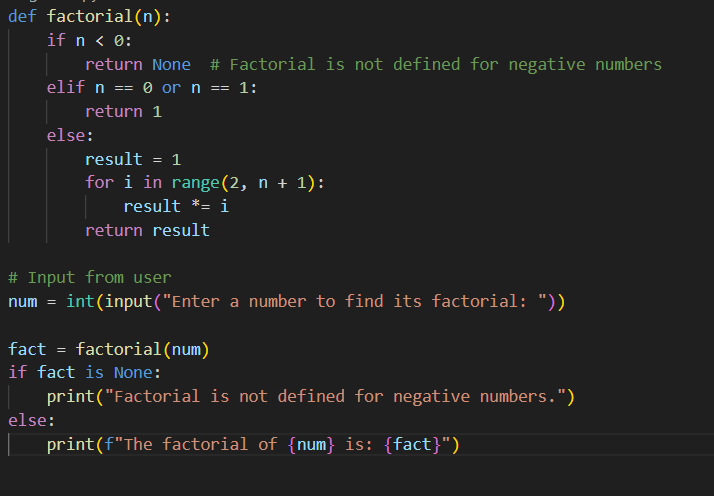 def factorial(n):
    if n < 0:
        return None  # Factorial is not defined for negative numbers
    elif n == 0 or n == 1:
        return 1
    else:
        result = 1
        for i in range(2, n + 1):
            result *= i
        return result

# Input from user
num = int(input("Enter a number to find its factorial: "))

fact = factorial(num)
if fact is None:
    print("Factorial is not defined for negative numbers.")
else:
    print(f"The factorial of {num} is: {fact}")